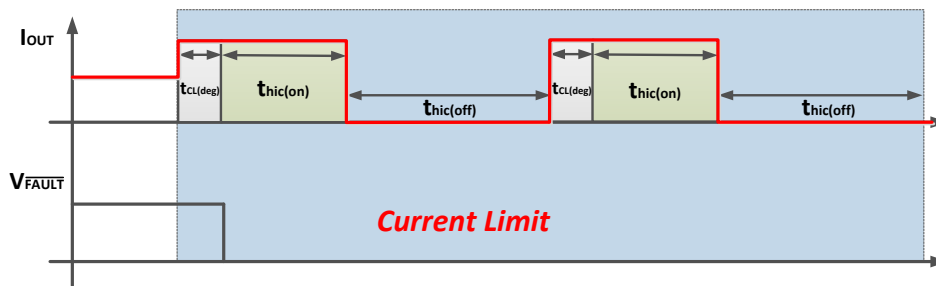 IOUT
tCL(deg)
thic(on)
thic(off)
tCL(deg)
thic(on)
thic(off)
VFAULT
Current Limit